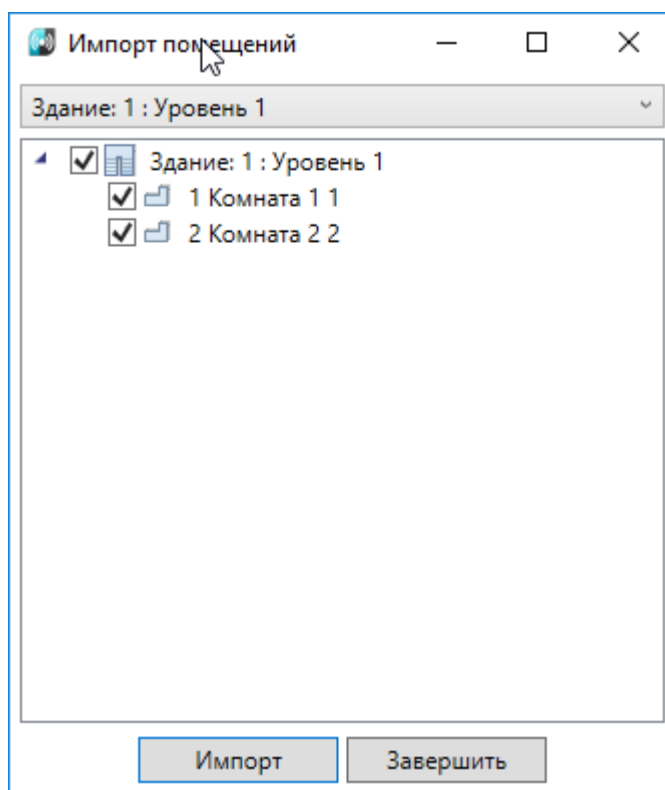 Импорт помещений
Здание: 1 : Уровень 1
Здание: 1 : Уровень 1
1 Комната 1 1
2 Комната 2 2
Импорт Завершить